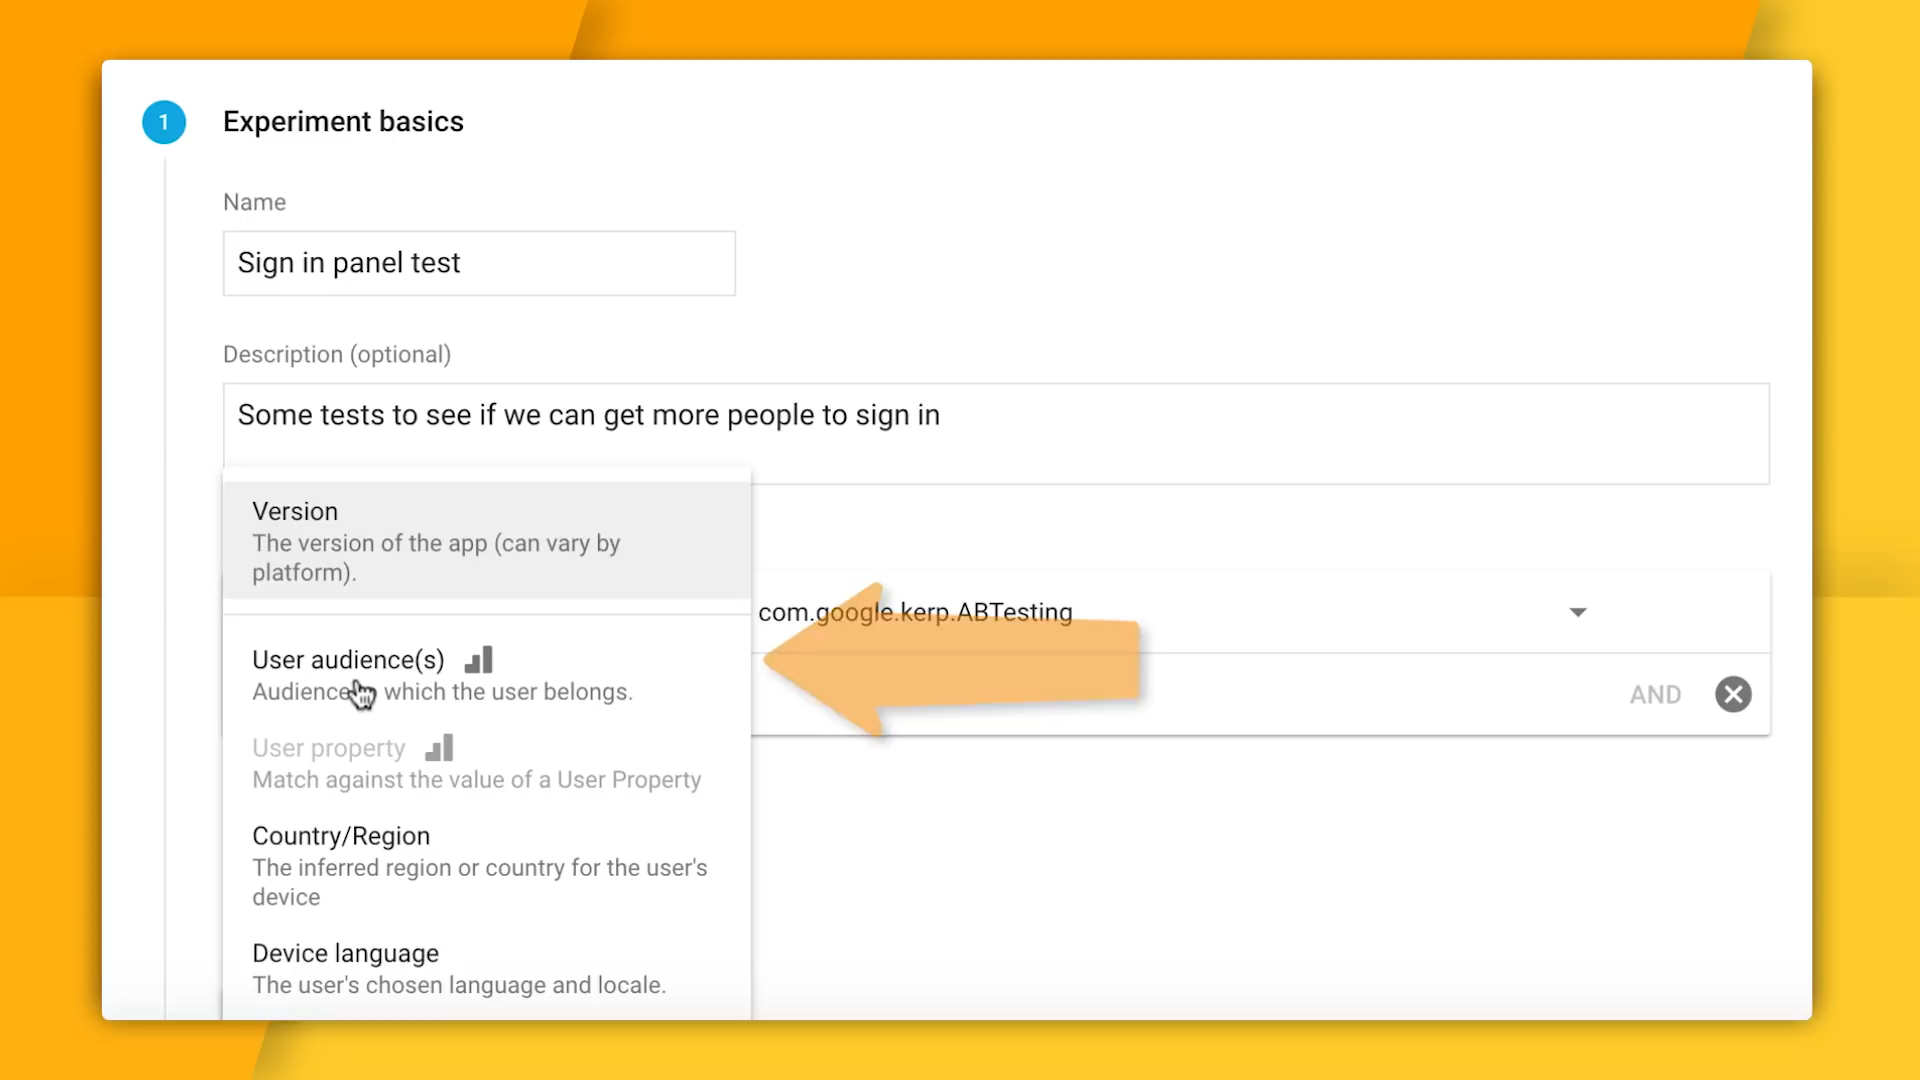 1
Experiment basics
Name
Sign in panel test
Description (optional)
Some tests to see if we can get more people to sign in
Version
The version of the app (can vary by
platform).
com.google.kerp.ABTesting
User audience(s)
Audience which the user belongs.
AND
User property
Match against the value of a User Property
Country/Region
The inferred region or country for the user's
device
Device language
The user's chosen language and locale.